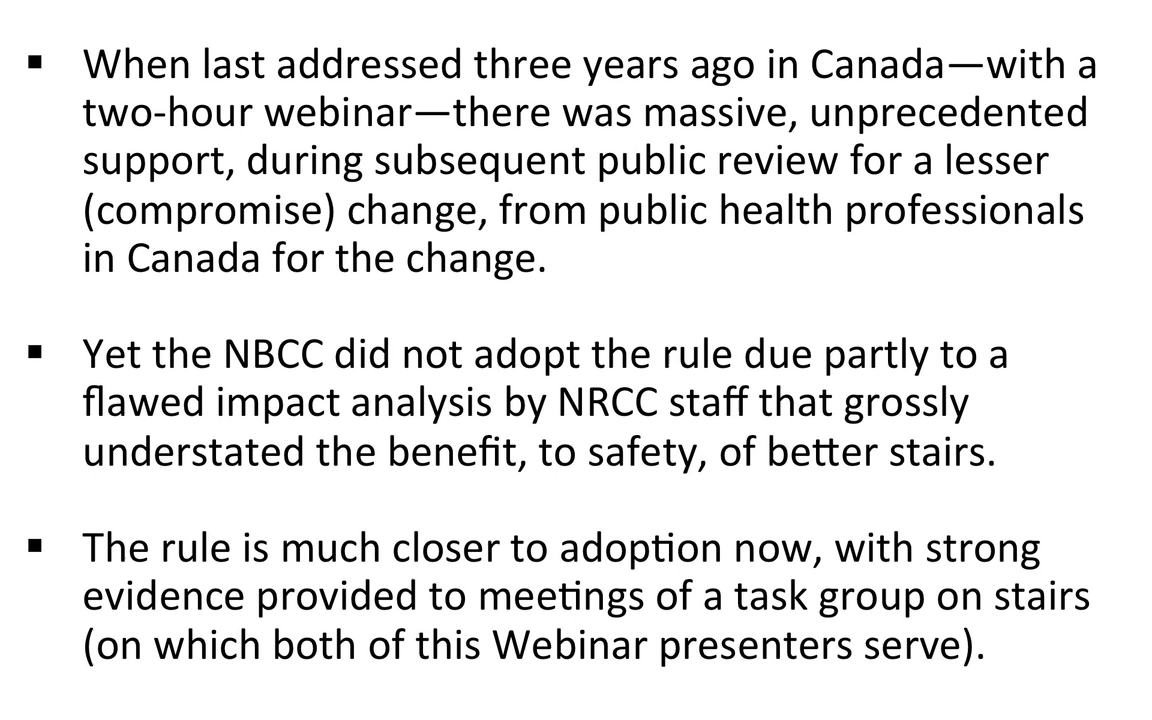 ▪ When last addressed three years ago in Canada—with a
two-hour webinar—there was massive, unprecedented
support, during subsequent public review for a lesser
(compromise) change, from public health professionals
in Canada for the change.
▪ Yet the NBCC did not adopt the rule due partly to a
flawed impact analysis by NRCC staff that grossly
understated the benefit, to safety, of better stairs.
▪ The rule is much closer to adoption now, with strong
evidence provided to meetings of a task group on stairs
(on which both of this Webinar presenters serve).